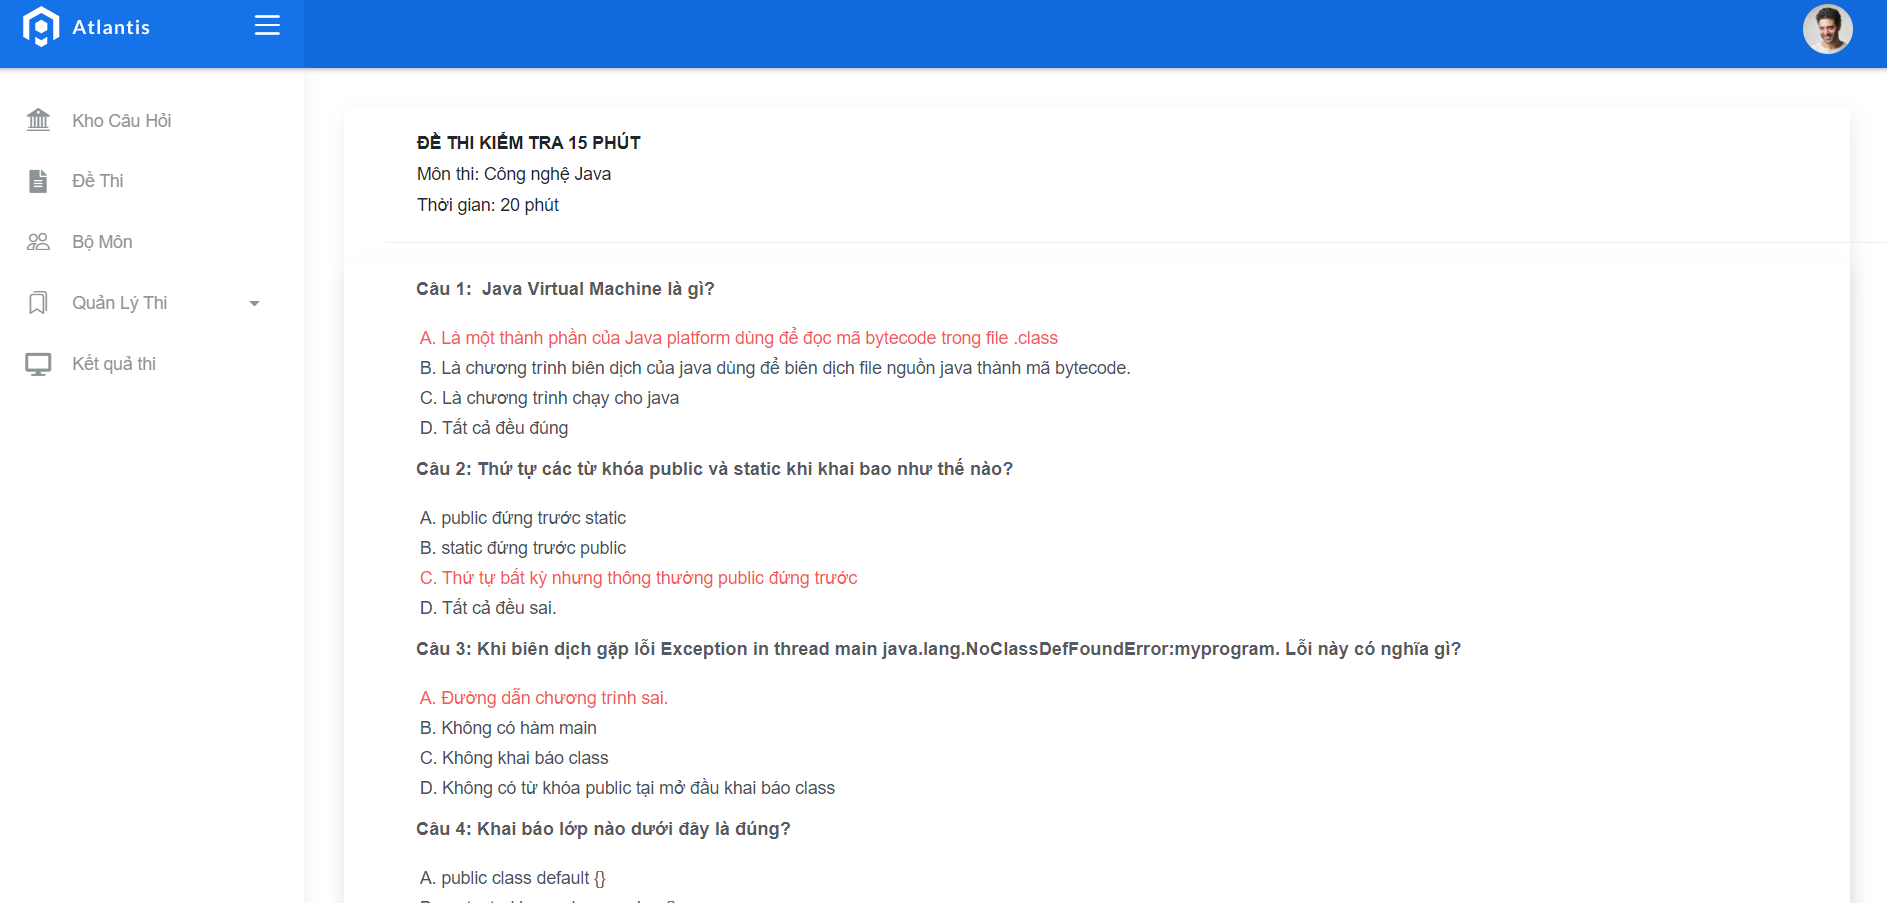 Atlantis
Kho Câu Hỏi
Đề Thi
Bộ Môn
Quản Lý Thi
Kết quả thi
ĐỀ THI KIỂM TRA 15 PHÚT
Môn thi: Công nghệ Java
Thời gian: 20 phút
Câu 1:  Java Virtual Machine là gì?
A. Là một thành phần của Java platform dùng để đọc mã bytecode trong file .class
B. Là chương trình biên dịch của java dùng để biên dịch file nguồn java thành mã bytecode.
C. Là chương trình chạy cho java
D. Tất cả đều đúng
Câu 2: Thứ tự các từ khóa public và static khi khai bao như thế nào?
A. public đứng trước static
B. static đứng trước public
C. Thứ tự bất kỳ nhưng thông thường public đứng trước
D. Tất cả đều sai.
Câu 3: Khi biên dịch gặp lỗi Exception in thread main java.lang.NoClassDefFoundError:myprogram. Lỗi này có nghĩa gì?
A. Đường dẫn chương trình sai.
B. Không có hàm main
C. Không khai báo class
D. Không có từ khóa public tại mở đầu khai báo class
Câu 4: Khai báo lớp nào dưới đây là đúng?
A. public class default {}